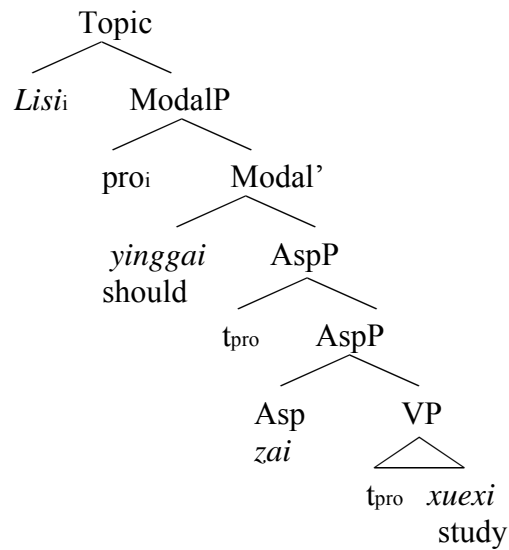 Topic
Lisii ModalP
proi Modal’
yinggai AspP
should
tpro AspP
Asp VP
zai
tpro xuexi
study